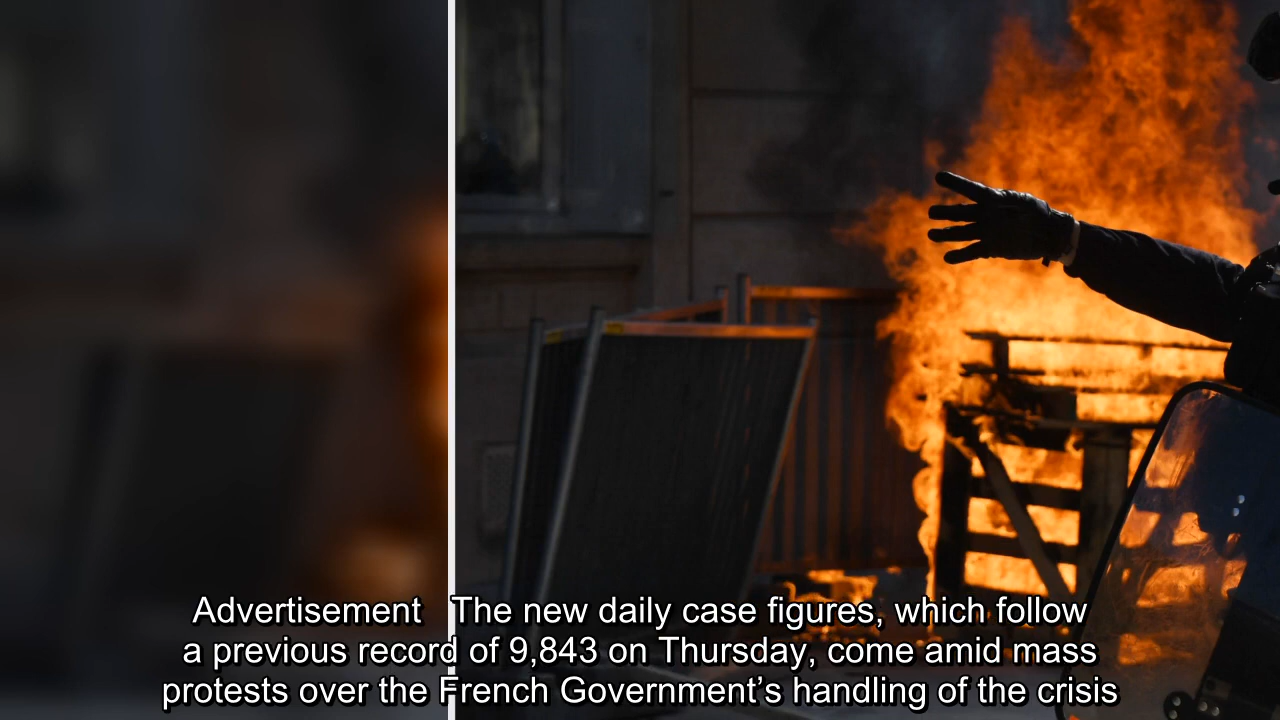 Advertisement   The new daily case figures, which follow
a previous record of 9,843 on Thursday, come amid mass
protests over the French Government’s handling of the crisis